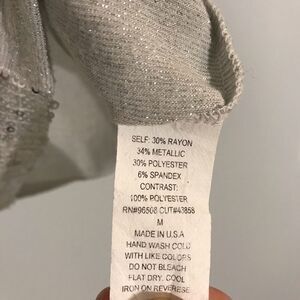 SELF: 30% RAYON
34% METALLIC
30% POLYESTER
6% SPANDEX
CONTRAST:
100% POLYESTER
RN#96508 CUT#43858
M
MADE IN U.S.A
HAND WASH COLD
WITH LIKE COLORS
DO NOT BLEACH
FLAT DRY. COOL
IRON ON REVERSE